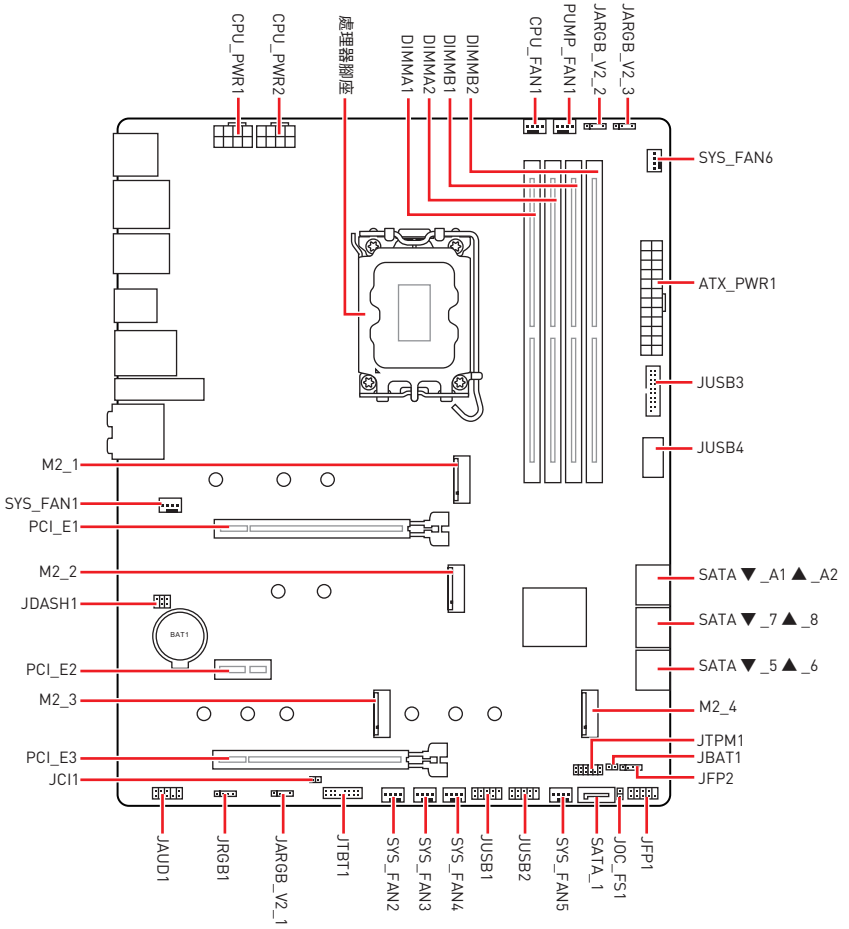 CPU_PWR1
CPU_PWR2
處理器腳座
DIMMA1
DIMMA2
DIMMB1
DIMMB2
CPU_FAN1
PUMP_FAN1
JARGB_V2_2
JARGB_V2_3
SYS_FAN6
ATX_PWR1
JUSB3
JUSB4
M2_1
SYS_FAN1
PCI_E1
M2_2
JDASH1
BAT1
PCI_E2
M2_3
PCI_E3
JCI1
SATA ▼ _A1 ▲ _A2
SATA ▼ _7 ▲ _8
SATA ▼ _5 ▲ _6
M2_4
JTPM1
JBAT1
JFP2
JAUD1
JRGB1
JARGB_V2_1
JTBT1
SYS_FAN2
SYS_FAN3
SYS_FAN4
JUSB1
JUSB2
SYS_FAN5
SATA_1
JOC_FS1
JFP1